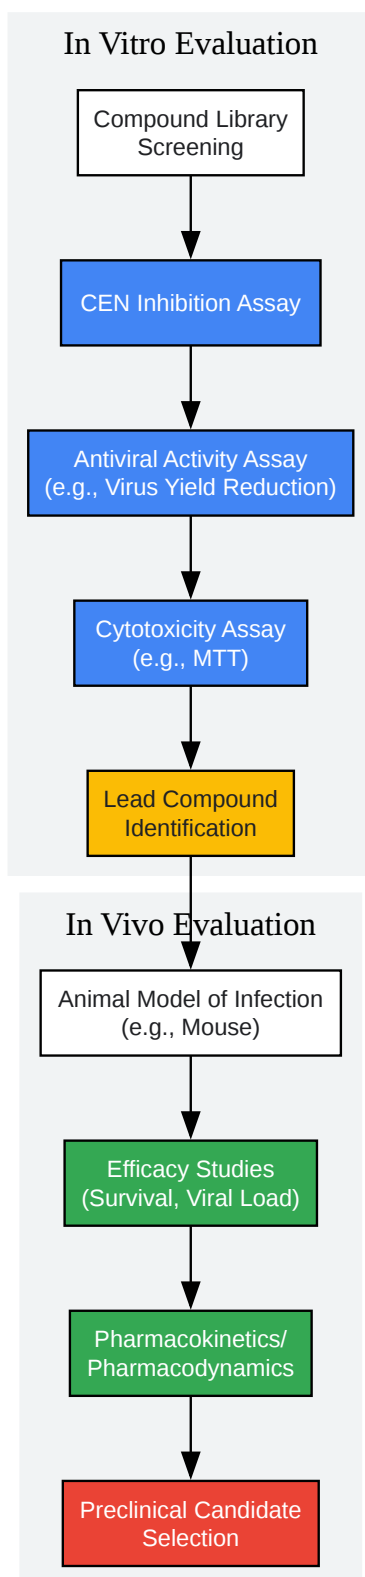 In Vitro Evaluation
Compound Library
Screening
CEN Inhibition Assay
Antiviral Activity Assay
(e.g., Virus Yield Reduction)
Cytotoxicity Assay
(e.g., MTT)
Lead Compound
Identification
In Vivo Evaluation
Animal Model of Infection
(e.g., Mouse)
Efficacy Studies
(Survival, Viral Load)
Pharmacokinetics/
Pharmacodynamics
Preclinical Candidate
Selection